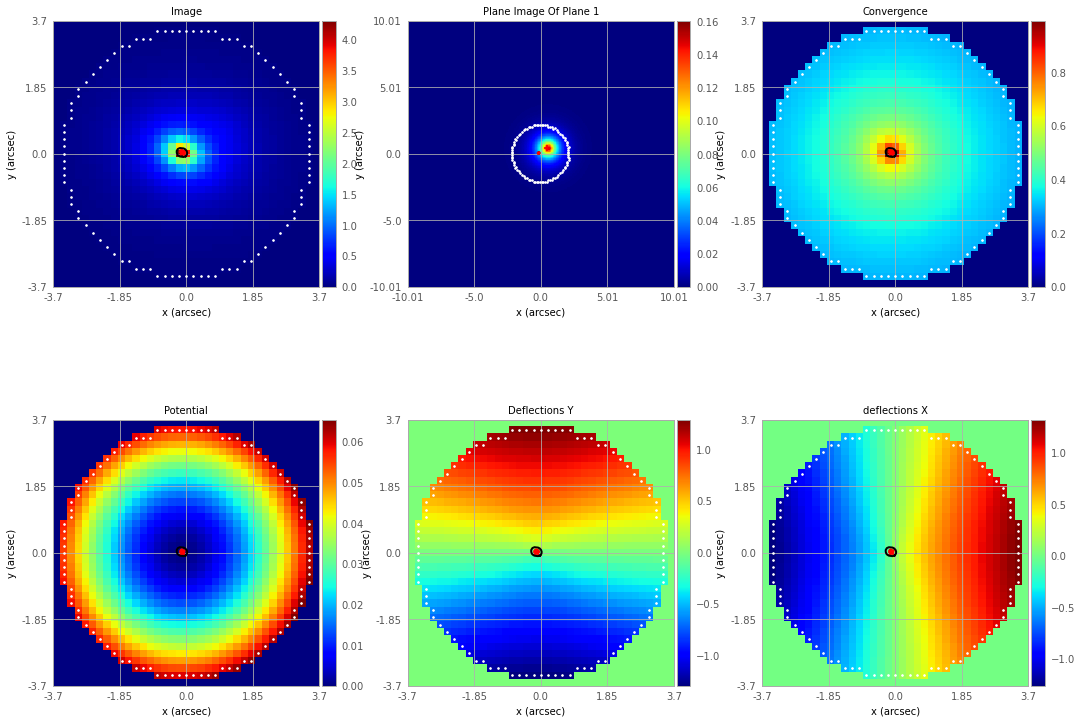 Image
Plane Image Of Plane 1
Convergence
3.7
1.85
0.0
-1.85
-3.7
y (arcsec)
-3.7 -1.85 0.0 1.85 3.7
x (arcsec)
4.0
3.5
3.0
2.5
2.0
1.5
1.0
0.5
0.0
10.01
5.01
0.0
-5.0
-10.01
y (arcsec)
-10.01 -5.0 0.0 5.01 10.01
x (arcsec)
0.16
0.14
0.12
0.10
0.08
0.06
0.04
0.02
0.00
3.7
1.85
0.0
-1.85
-3.7
y (arcsec)
-3.7 -1.85 0.0 1.85 3.7
x (arcsec)
0.8
0.6
0.4
0.2
0.0
Potential
Deflections Y
deflections X
3.7
1.85
0.0
-1.85
-3.7
y (arcsec)
-3.7 -1.85 0.0 1.85 3.7
x (arcsec)
0.06
0.05
0.04
0.03
0.02
0.01
0.00
3.7
1.85
0.0
-1.85
-3.7
y (arcsec)
-3.7 -1.85 0.0 1.85 3.7
x (arcsec)
1.0
0.5
0.0
−0.5
−1.0
3.7
1.85
0.0
-1.85
-3.7
y (arcsec)
-3.7 -1.85 0.0 1.85 3.7
x (arcsec)
1.0
0.5
0.0
−0.5
−1.0